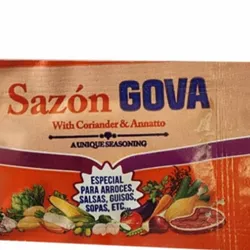 Sazón GOVA
With Coriander & Annatto
A UNIQUE SEASONING
ESPECIAL
PARA ARROCES,
SALSAS, GUISOS,
SOPAS, ETC.